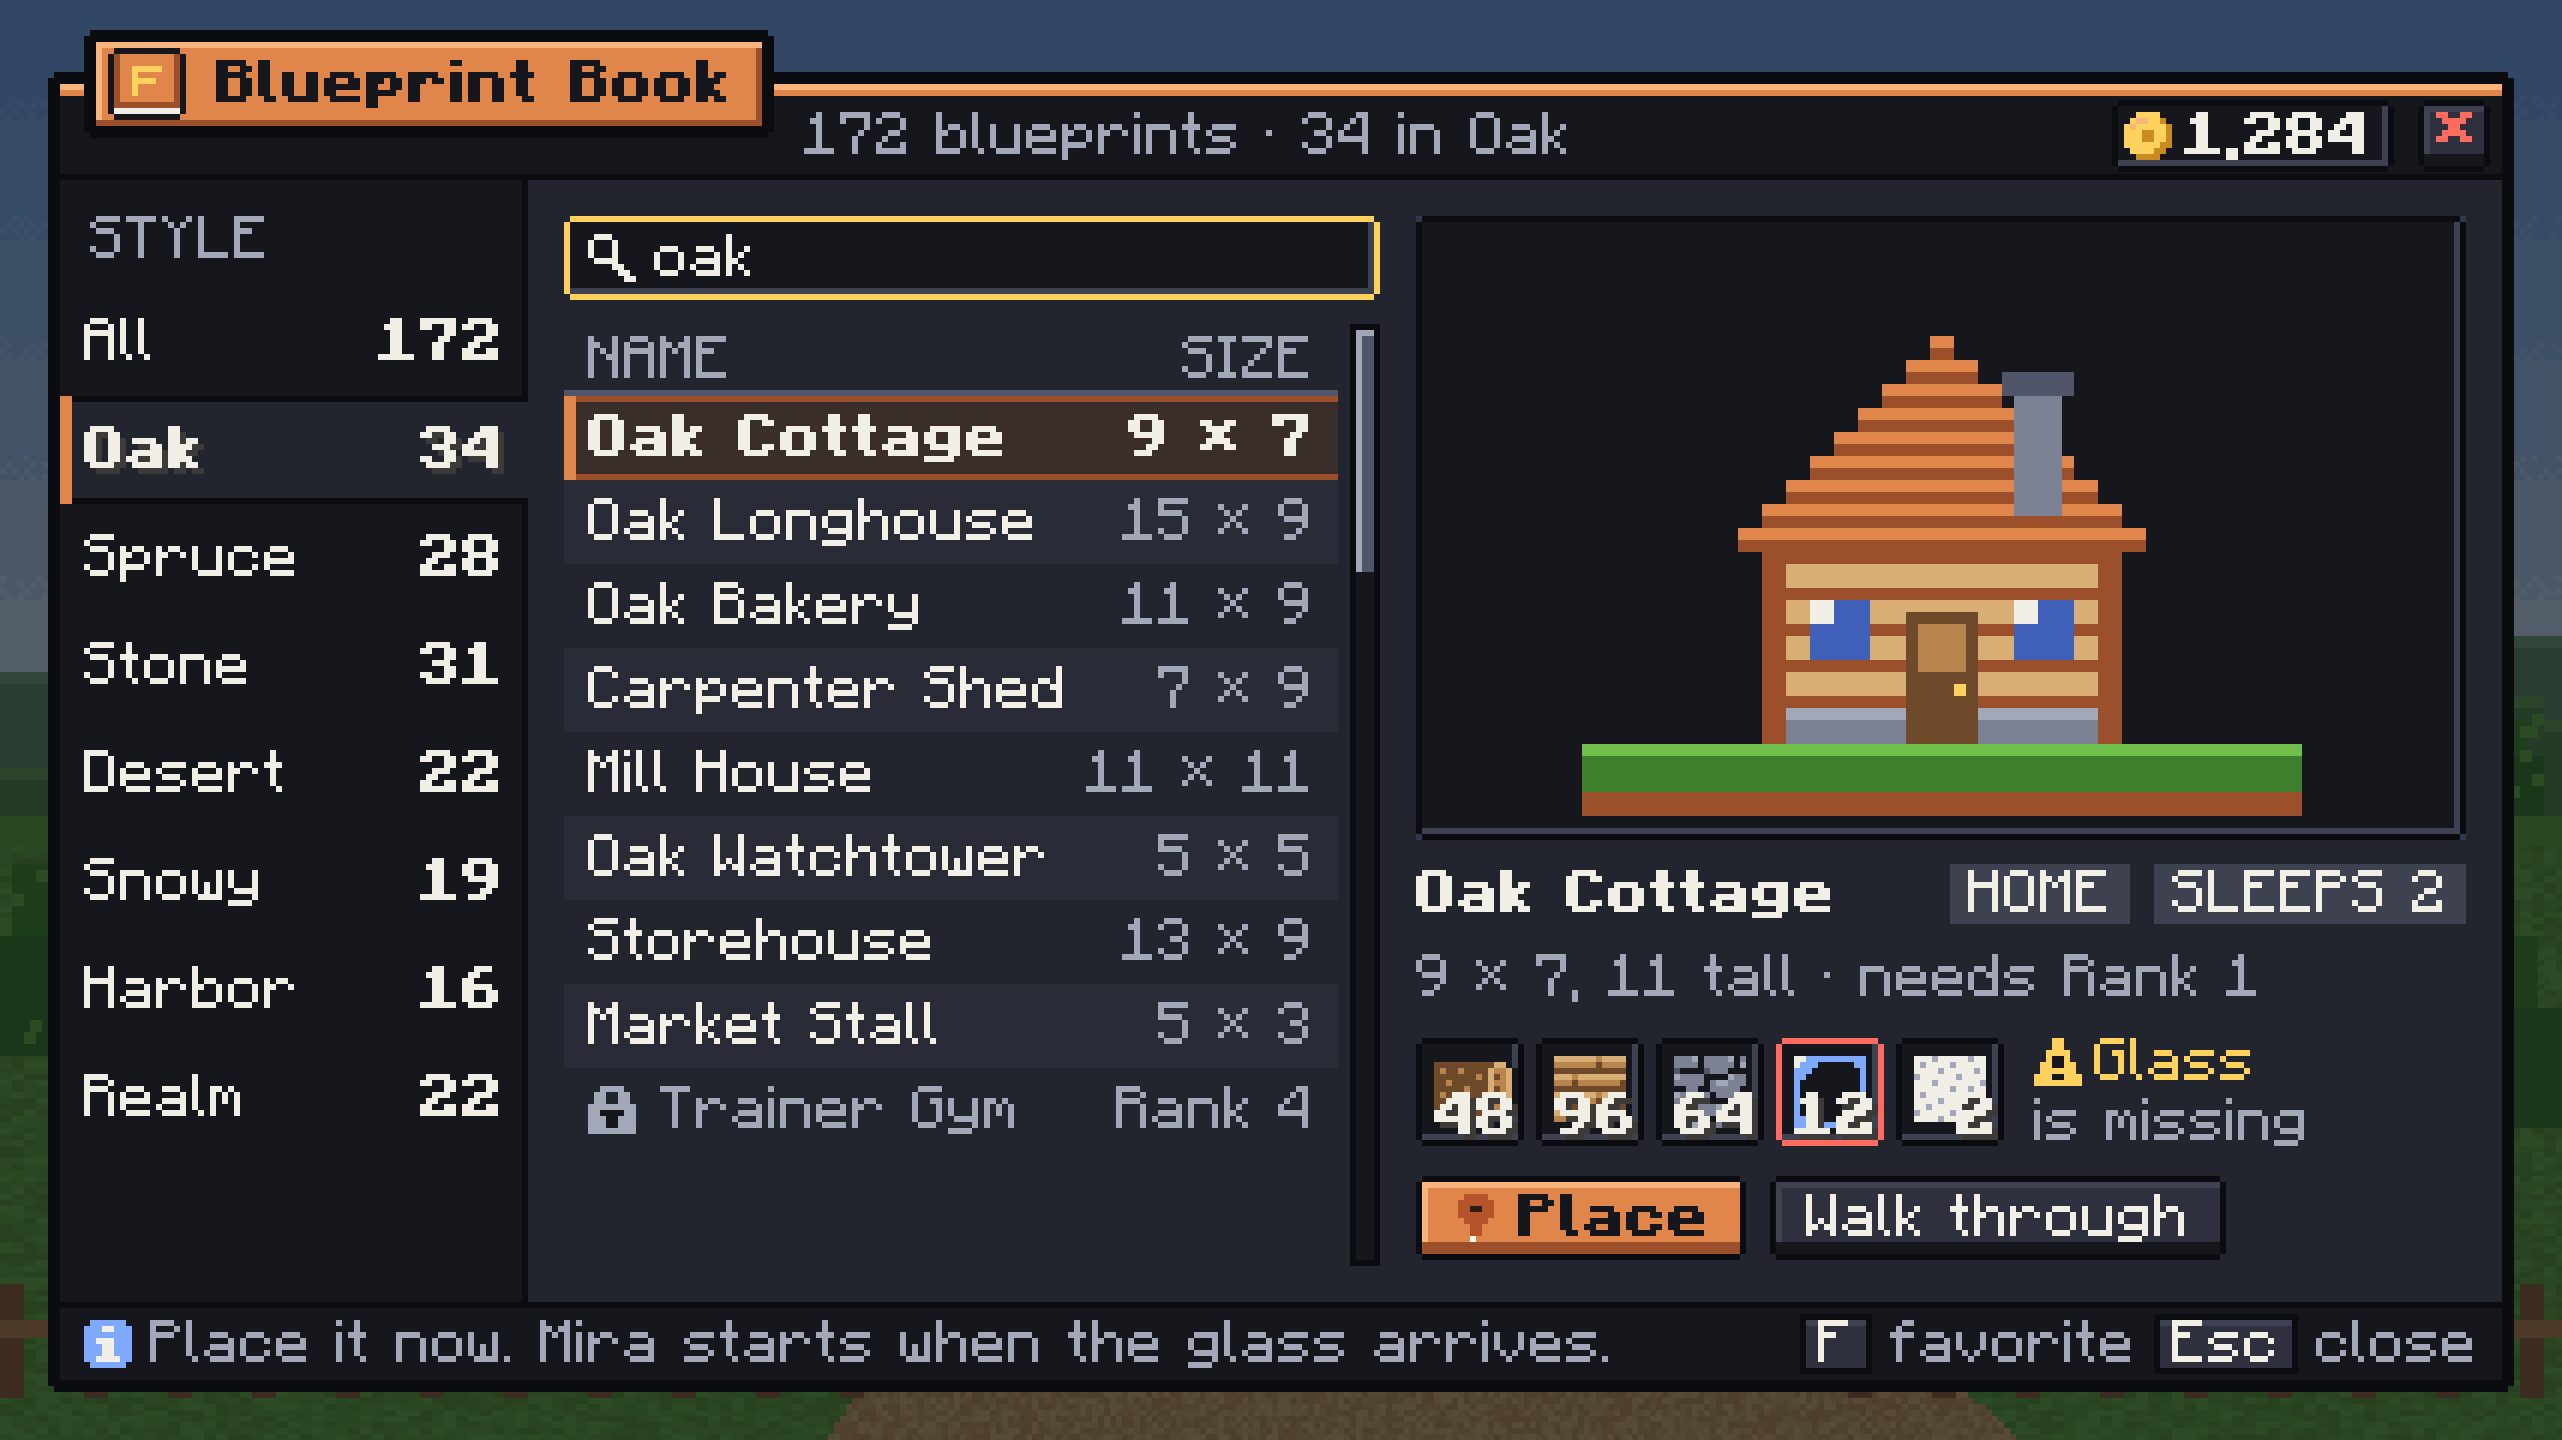 F Blueprint Book
172 blueprints · 34 in Oak
1,284
STYLE
All 172
Oak 34
Spruce 28
Stone 31
Desert 22
Snowy 19
Harbor 16
Realm 22
oak
NAME SIZE
Oak Cottage 9 × 7
Oak Longhouse 15 × 9
Oak Bakery 11 × 9
Carpenter Shed 7 × 9
Mill House 11 × 11
Oak Watchtower 5 × 5
Storehouse 13 × 9
Market Stall 5 × 3
Trainer Gym Rank 4
Oak Cottage HOME SLEEPS 2
9 × 7, 11 tall · needs Rank 1
48 96 64 12 2
Glass
is missing
Place Walk through
Place it now. Mira starts when the glass arrives.
F favorite Esc close